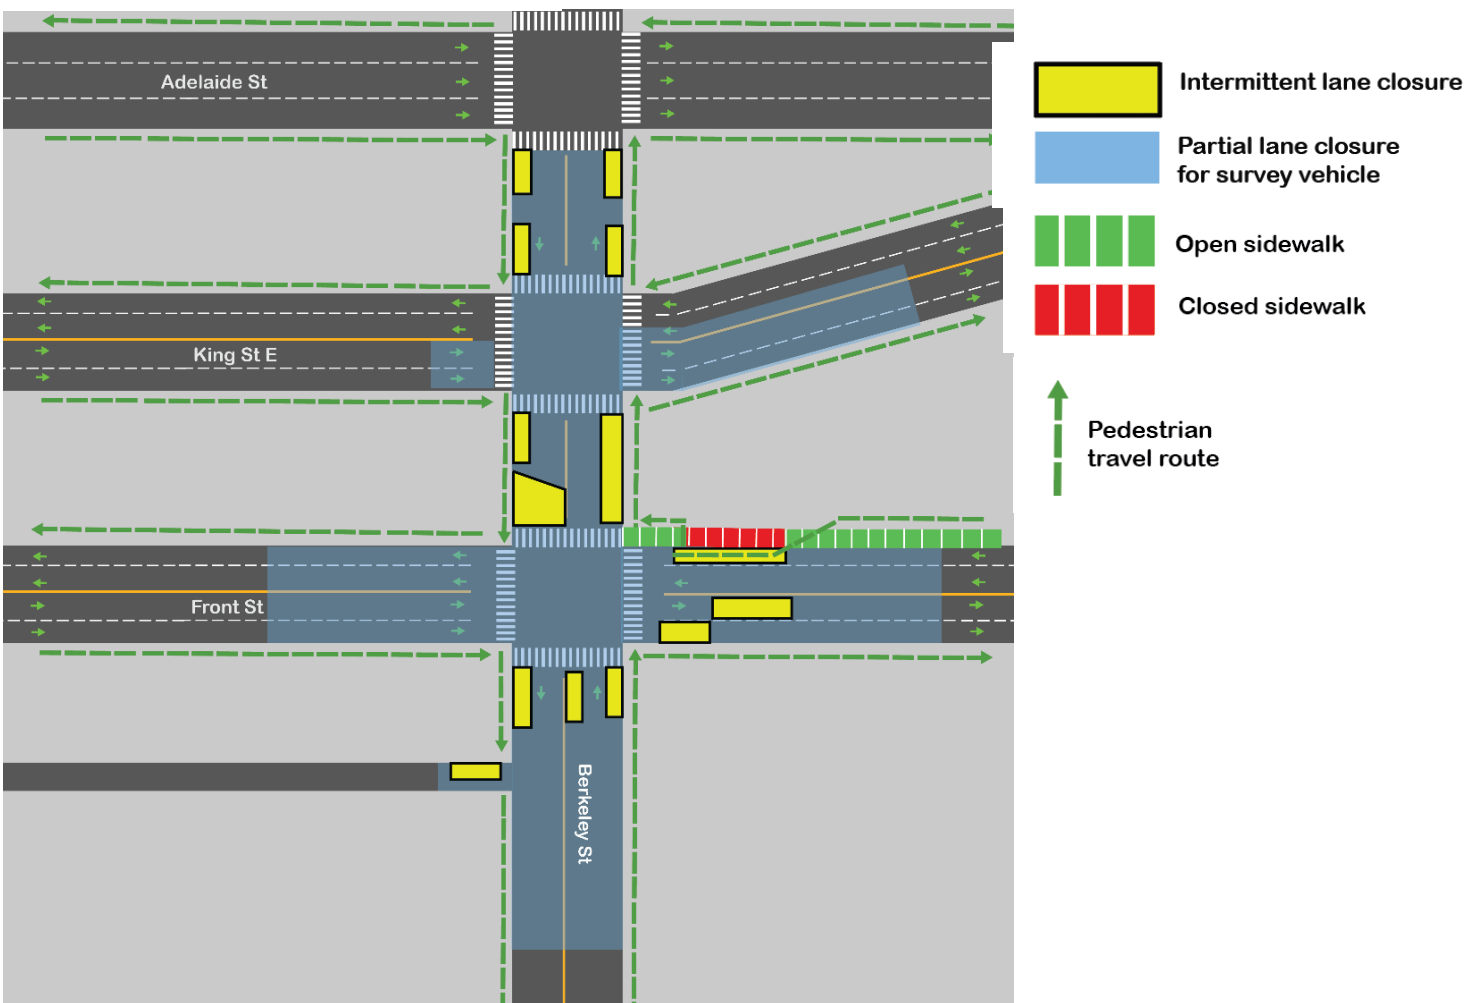 Adelaide St
King St E
Front St
Berkeley St
Intermittent lane closure
Partial lane closure
for survey vehicle
Open sidewalk
Closed sidewalk
Pedestrian
travel route